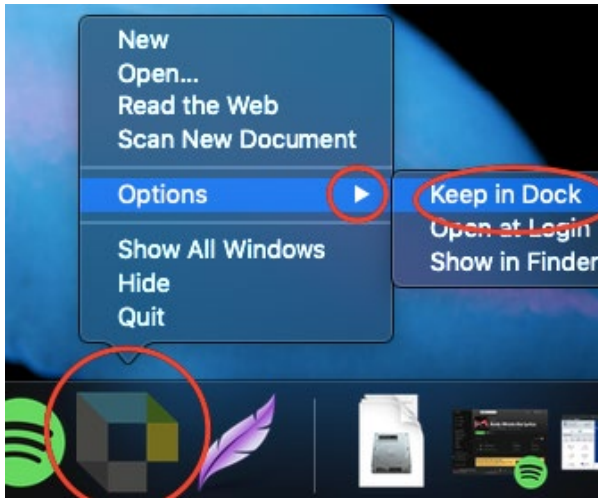 New
Open...
Read the Web
Scan New Document
Options
Keep in Dock
Open at Login
Show in Finder
Show All Windows
Hide
Quit